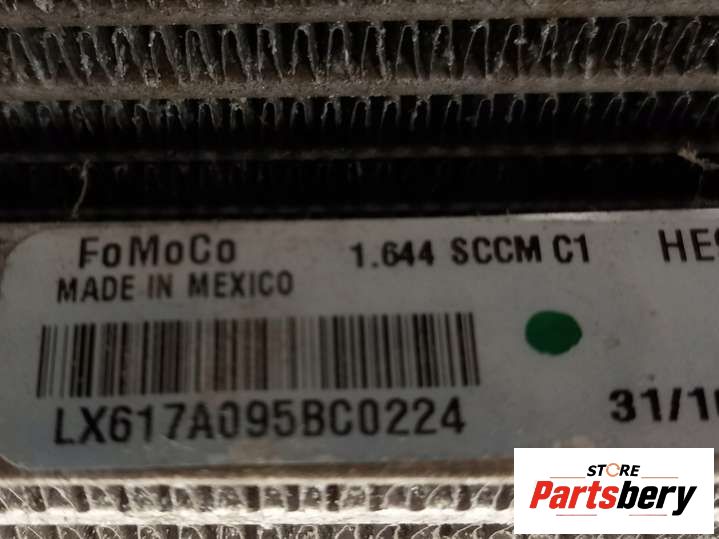 FoMoCo 1.644 SCCM C1
MADE IN MEXICO
LX617A095BC0224
STORE
Partsbery